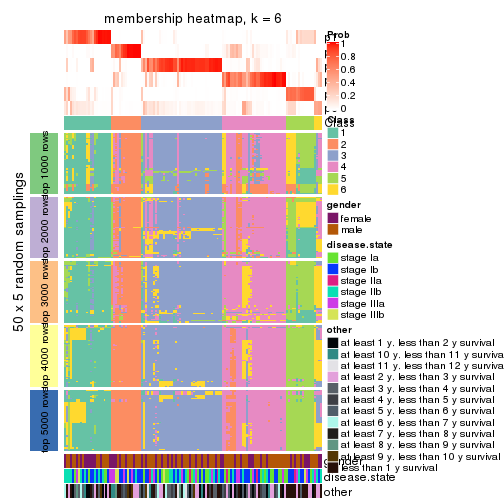 membership heatmap, k = 6
50 x 5 random samplings
top 1000 rows
top 2000 rows
top 3000 rows
top 4000 rows
top 5000 rows
Prob
1
0.8
0.6
0.4
0.2
0
Class
Class
1
2
3
4
5
6
gender
female
male
disease.state
stage Ia
stage Ib
stage IIa
stage IIb
stage IIIa
stage IIIb
other
at least 1 y. less than 2 y survival
at least 10 y. less than 11 y survival
at least 11 y. less than 12 y survival
at least 2 y. less than 3 y survival
at least 3 y. less than 4 y survival
at least 4 y. less than 5 y survival
at least 5 y. less than 6 y survival
at least 6 y. less than 7 y survival
at least 7 y. less than 8 y survival
at least 8 y. less than 9 y survival
at least 9 y. less than 10 y survival
less than 1 y survival
gender
disease.state
other